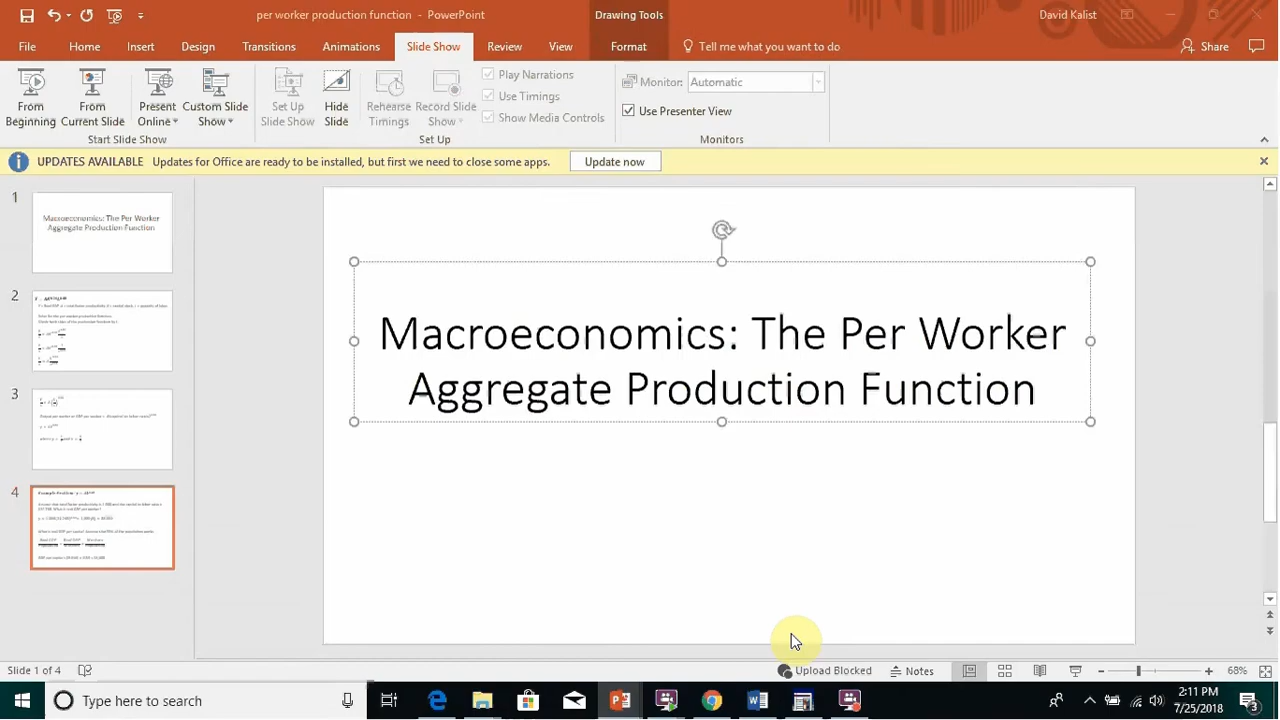 per worker production function - PowerPoint
Drawing Tools
David Kalist
File Home Insert Design Transitions Animations Slide Show Review View Format Tell me what you want to do Share
From Beginning
From Current Slide
Present Online
Custom Slide Show
Set Up Slide Show
Hide Slide
Rehearse Timings
Record Slide Show
Play Narrations
Use Timings
Show Media Controls
Monitor: Automatic
Use Presenter View
Start Slide Show Set Up Monitors
UPDATES AVAILABLE Updates for Office are ready to be installed, but first we need to close some apps. Update now
1
Macroeconomics: The Per Worker
Aggregate Production Function
2
3
4
Macroeconomics: The Per Worker
Aggregate Production Function
Slide 1 of 4 Upload Blocked Notes 68%
Type here to search
2:11 PM
7/25/2018
3